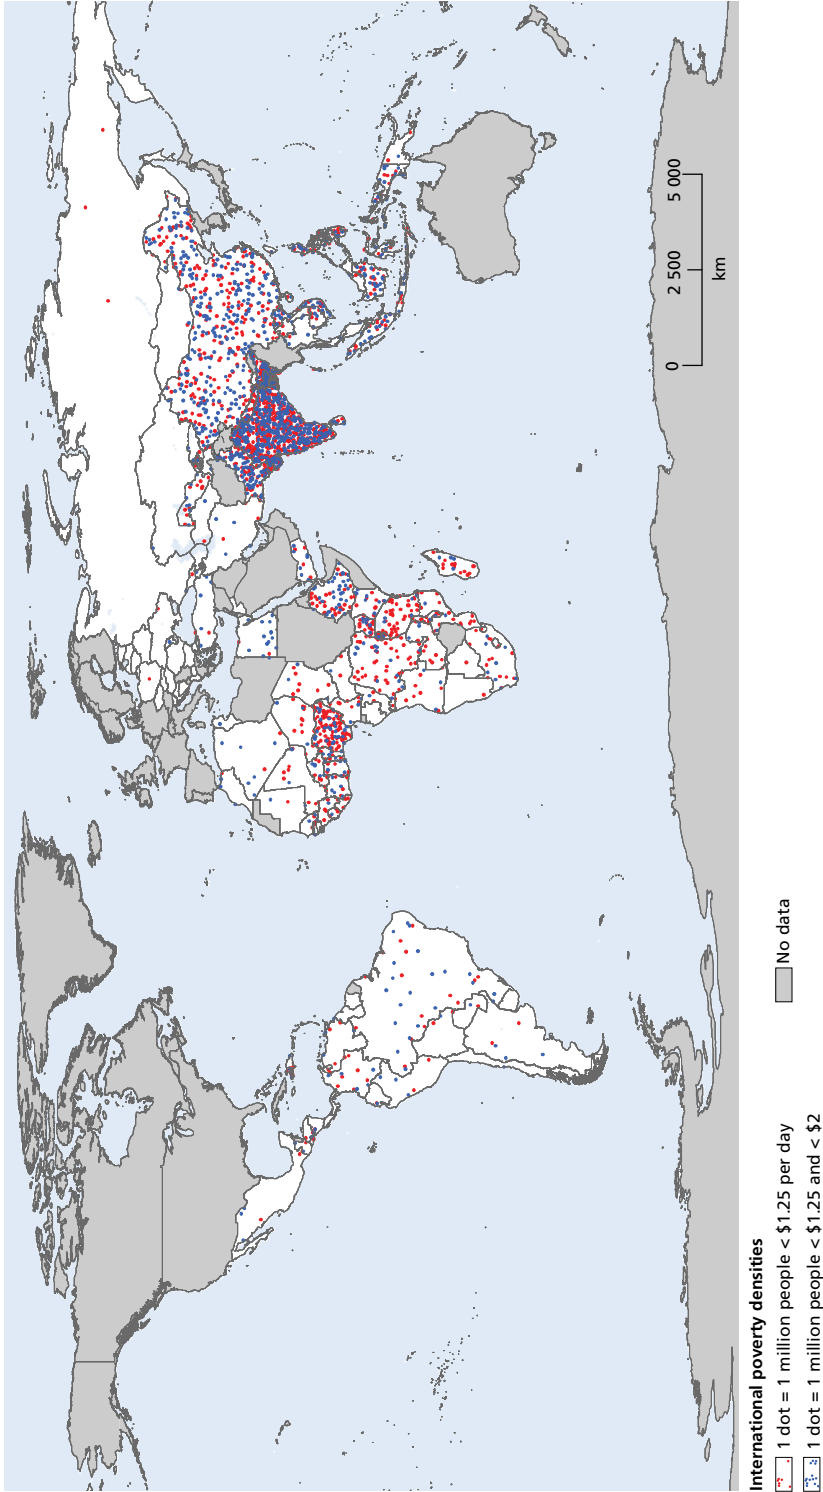 0 2 500 5 000
km
International poverty densities
1 dot = 1 million people < $1.25 per day
1 dot = 1 million people < $1.25 and < $2
No data